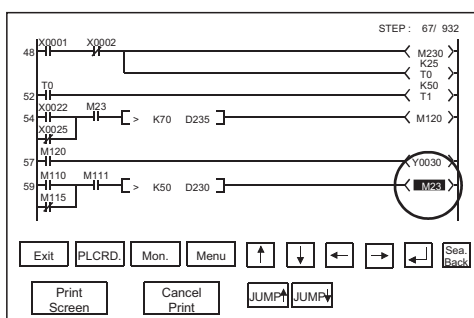 STEP : 67/ 932
X0001 X0002
48 M230
K25
T0
T0 K50
52 T1
X0022 M23
54 > K70 D235 M120
X0025
M120
57 Y0030
M110 M111
59 > K50 D230 M23
M115
Exit PLCRD. Mon. Menu Sea. Back
Print Screen Cancel Print JUMP JUMP